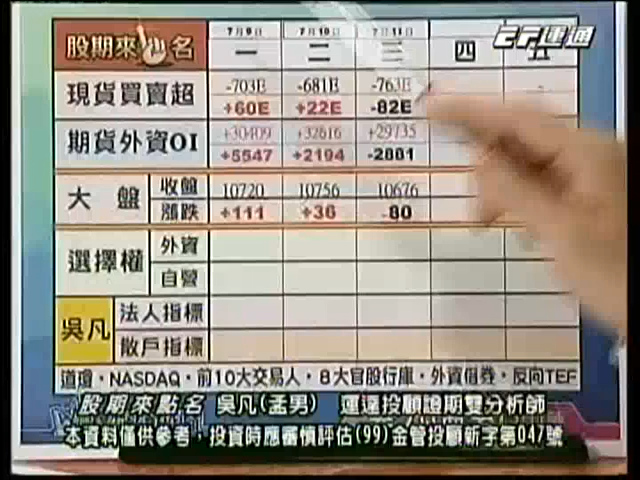 7月9日 7月10日 7月11日
股期來 名 一 二 三 四 五
現貨買賣超 -703E -681E -763E
+60E +22E -82E
期貨外資OI +30409 +32616 +29735
+5547 +2194 -2881
大盤 收盤 10720 10756 10676
漲跌 +111 +36 -80
選擇權 外資
自營
吳凡 法人指標
散戶指標
道瓊·NASDAQ·前10大交易人·8大官股行庫·外資借券·反向TEF
股期來點名 吳凡(孟男) 運達投顧證期雙分析師
本資料僅供參考,投資時應審慎評估(99)金管投顧新字第047號